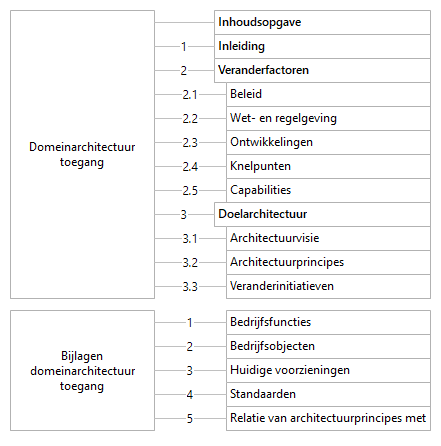 Domeinarchitectuur
toegang
Inhoudsopgave
1 Inleiding
2 Veranderfactoren
2.1 Beleid
2.2 Wet- en regelgeving
2.3 Ontwikkelingen
2.4 Knelpunten
2.5 Capabilities
3 Doelarchitectuur
3.1 Architectuurvisie
3.2 Architectuurprincipes
3.3 Veranderinitiatieven
Bijlagen
domeinarchitectuur
toegang
1 Bedrijfsfuncties
2 Bedrijfsobjecten
3 Huidige voorzieningen
4 Standaarden
5 Relatie van architectuurprincipes met